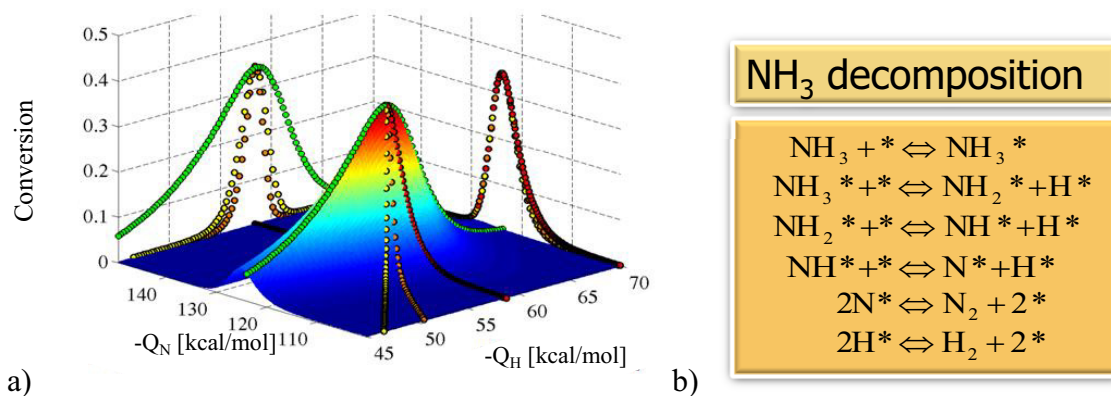 0.5
0.4
0.3
0.2
0.1
0
Conversion
140
130
120
110
-Q_N [kcal/mol]
45
50
55
60
65
70
-Q_H [kcal/mol]
a)
b)
NH₃ decomposition
NH₃ + * ⇔ NH₃ *
NH₃ *+* ⇔ NH₂ *+H*
NH₂ *+* ⇔ NH*+H*
NH*+* ⇔ N*+H*
2N* ⇔ N₂ + 2*
2H* ⇔ H₂ + 2*